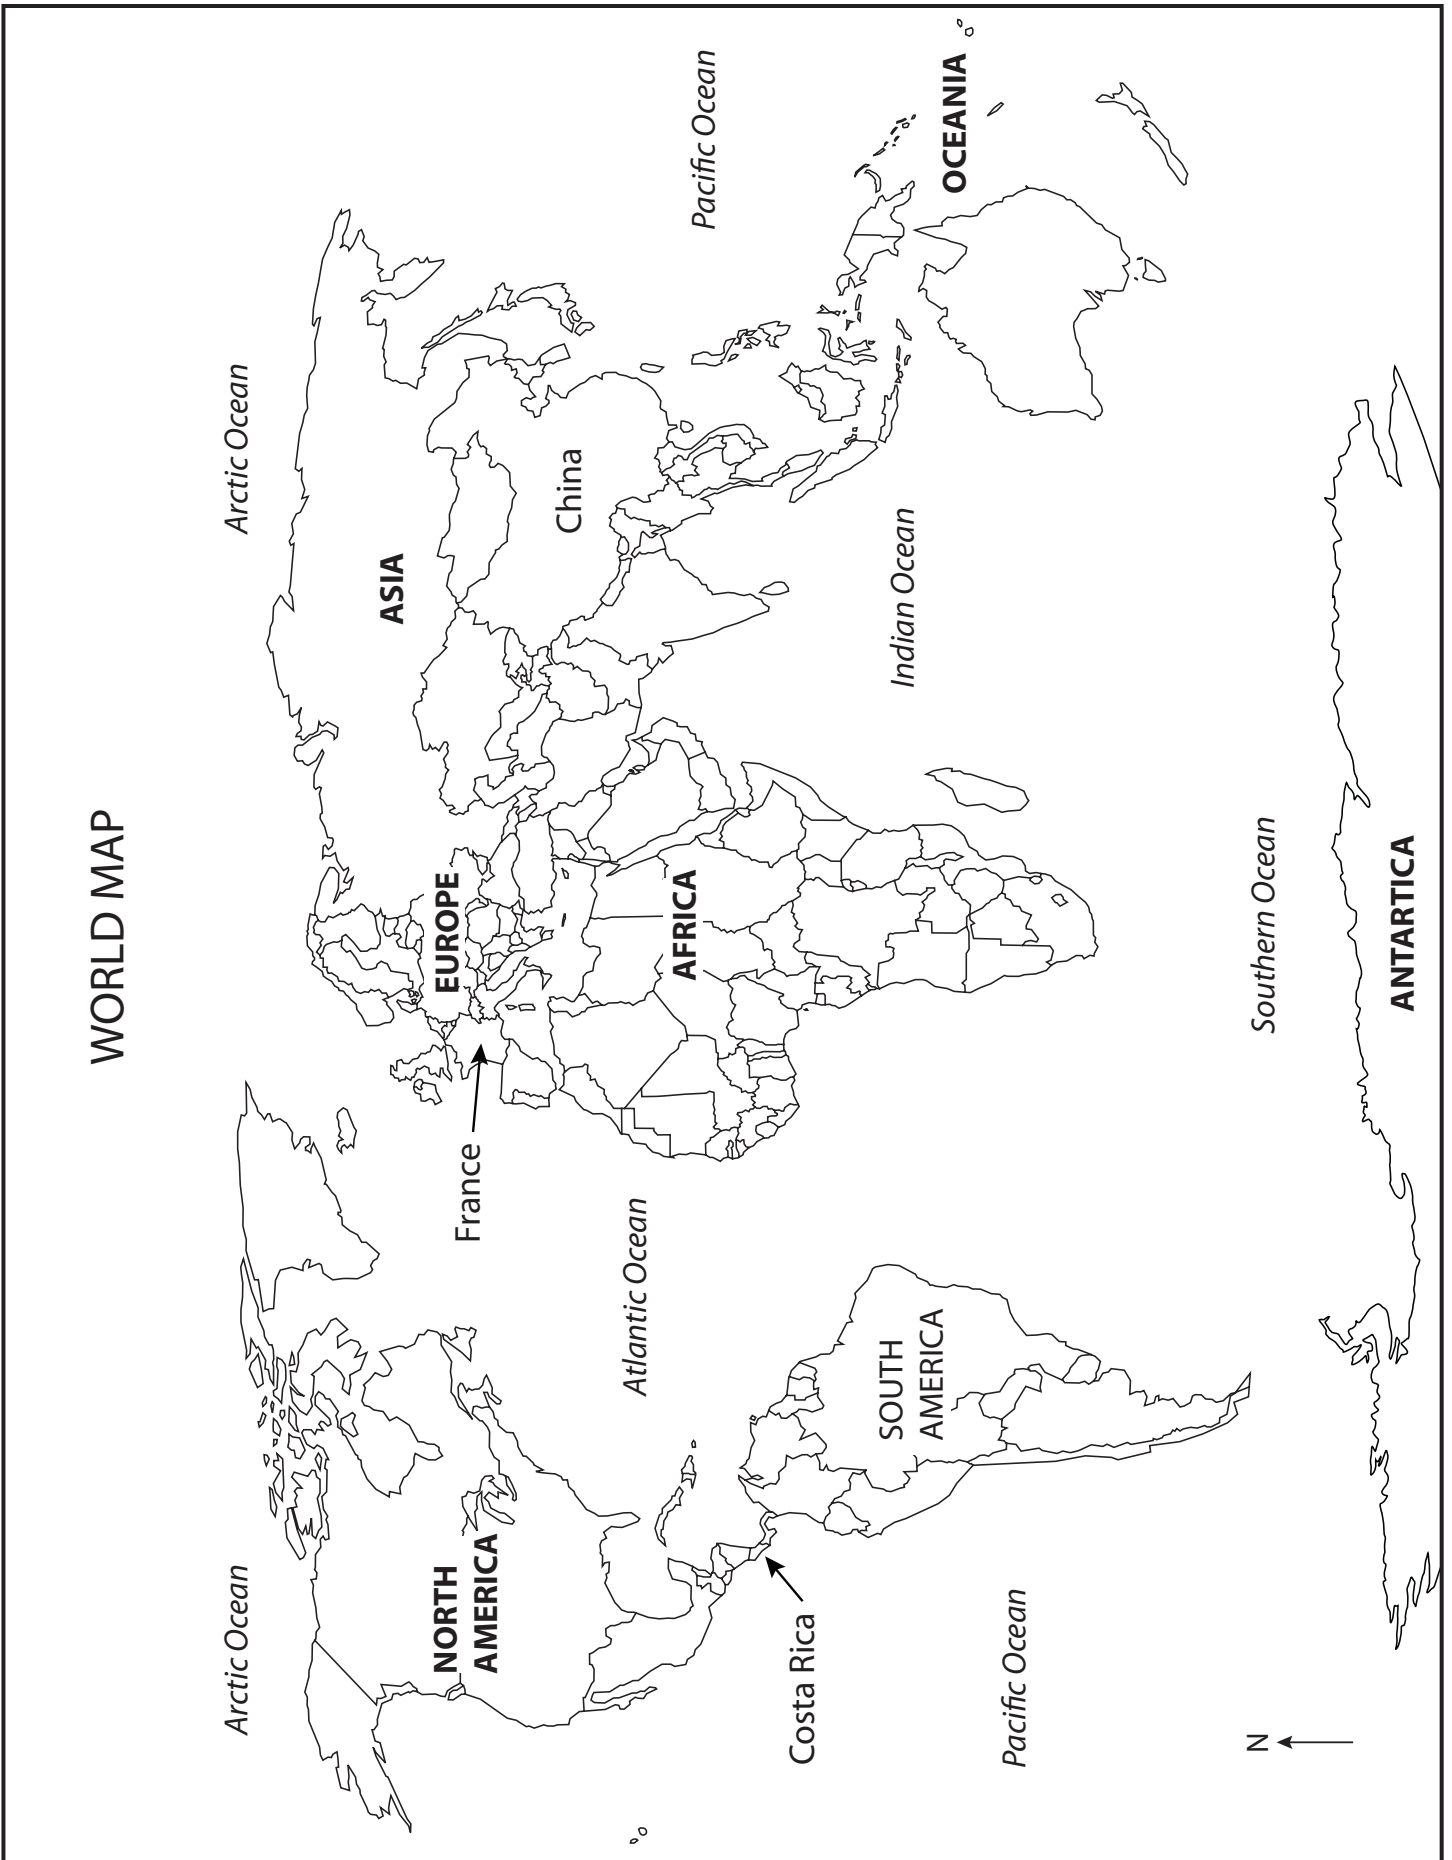 WORLD MAP
Arctic Ocean
Arctic Ocean
ASIA
NORTH
AMERICA
EUROPE
France
China
Atlantic Ocean
AFRICA
Pacific Ocean
Costa Rica
SOUTH
AMERICA
Indian Ocean
OCEANIA
Pacific Ocean
N
Southern Ocean
ANTARTICA